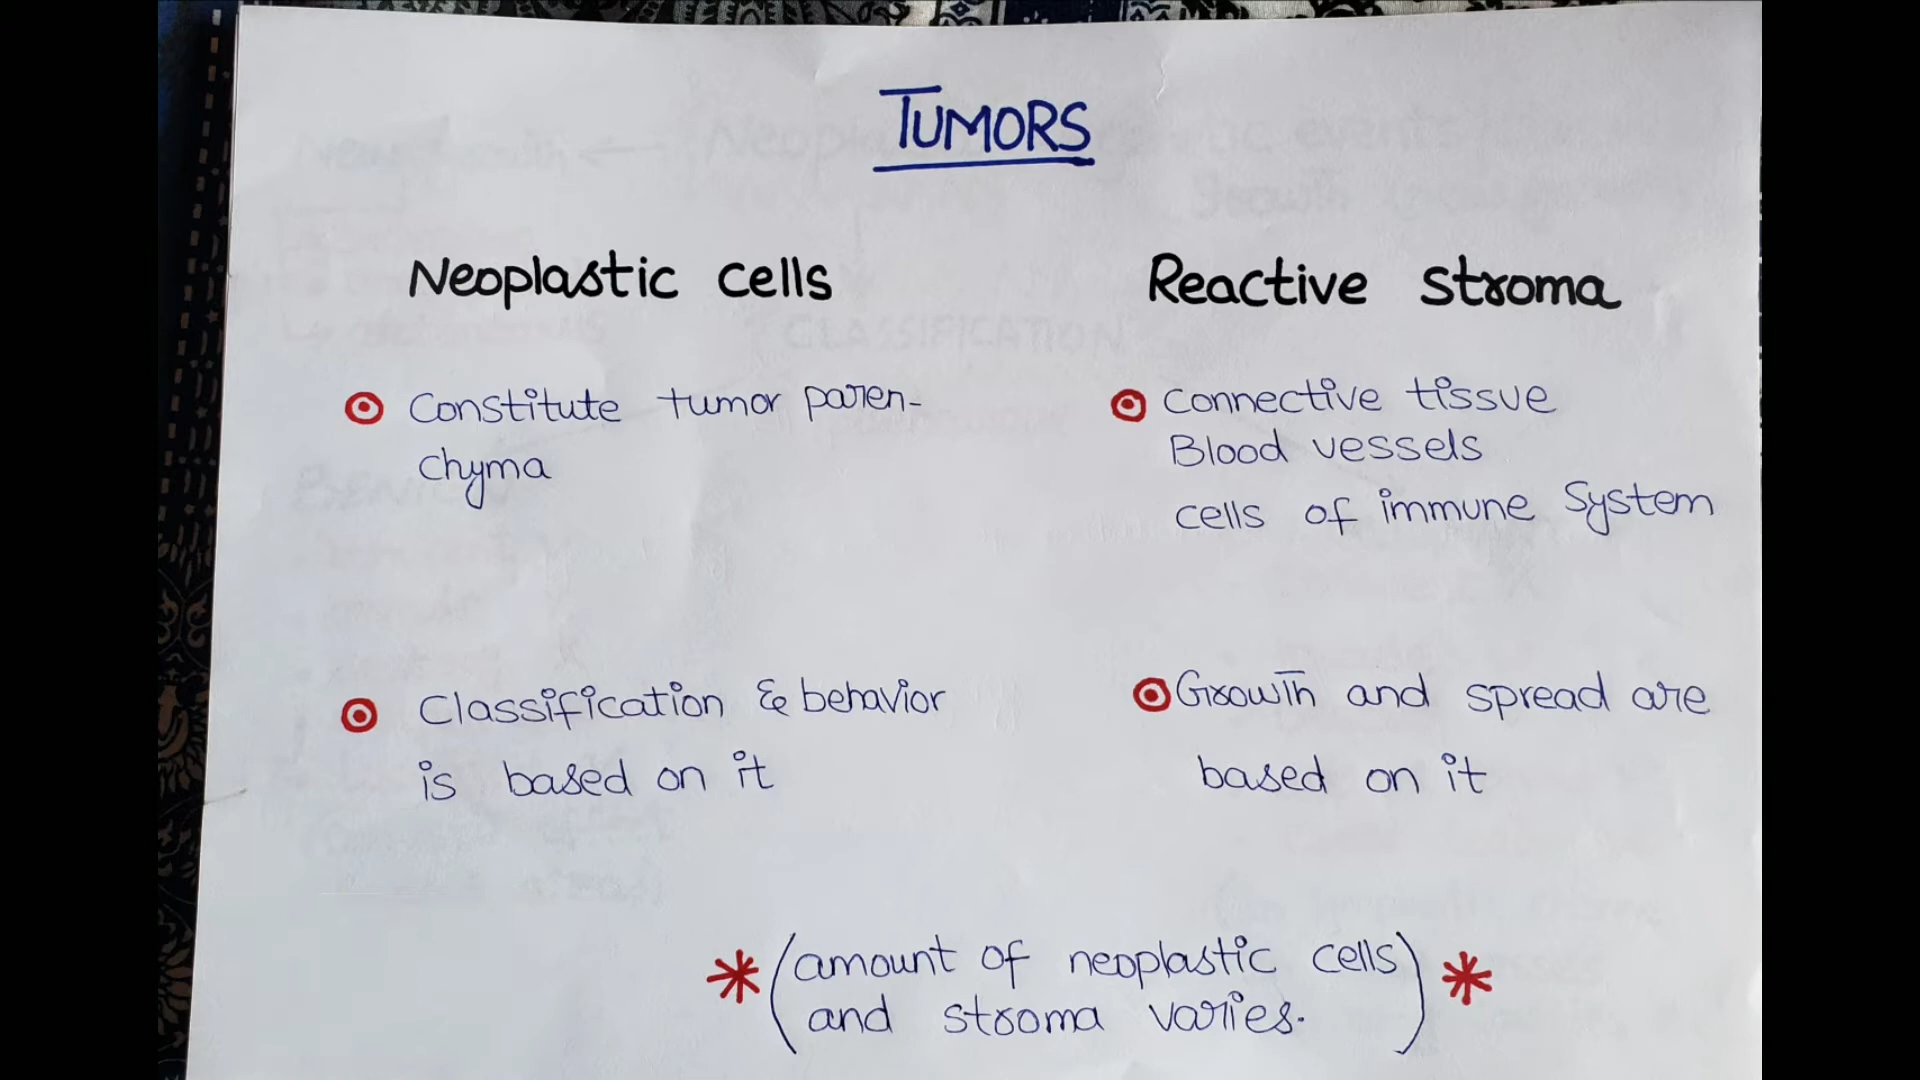 TUMORS
Neoplastic cells
Constitute tumor paren-
chyma
Classification & behavior
is based on it
Reactive stroma
Connective tissue
Blood vessels
cells of immune System
Growth and spread are
based on it
* (amount of neoplastic cells
and stroma varies.) *